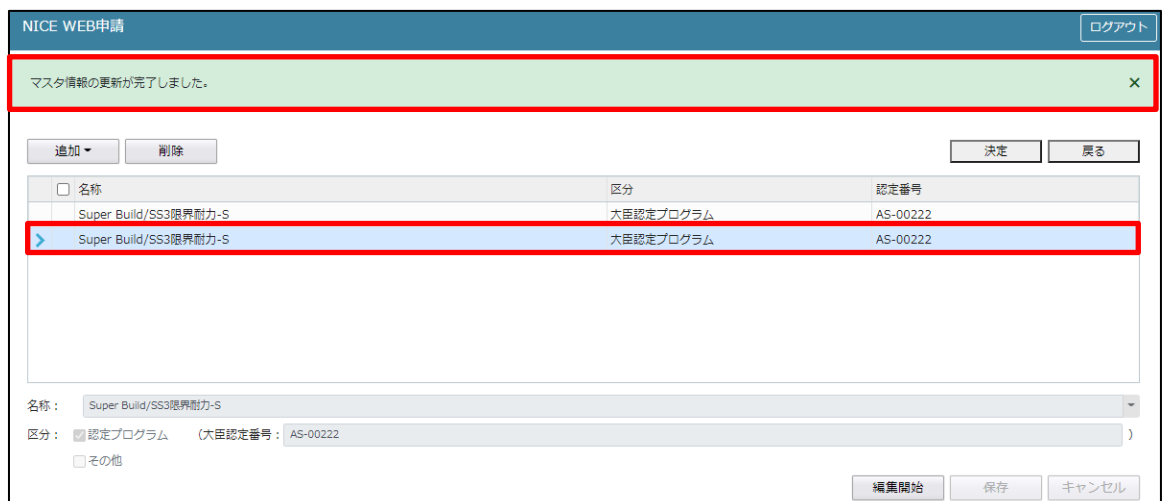 NICE WEB申請 ログアウト
マスタ情報の更新が完了しました。 ×
追加 削除 決定 戻る
名称 区分 認定番号
Super Build/SS3限界耐力-S 大臣認定プログラム AS-00222
Super Build/SS3限界耐力-S 大臣認定プログラム AS-00222
名称： Super Build/SS3限界耐力-S
区分： 認定プログラム （大臣認定番号： AS-00222 ）
その他
編集開始 保存 キャンセル